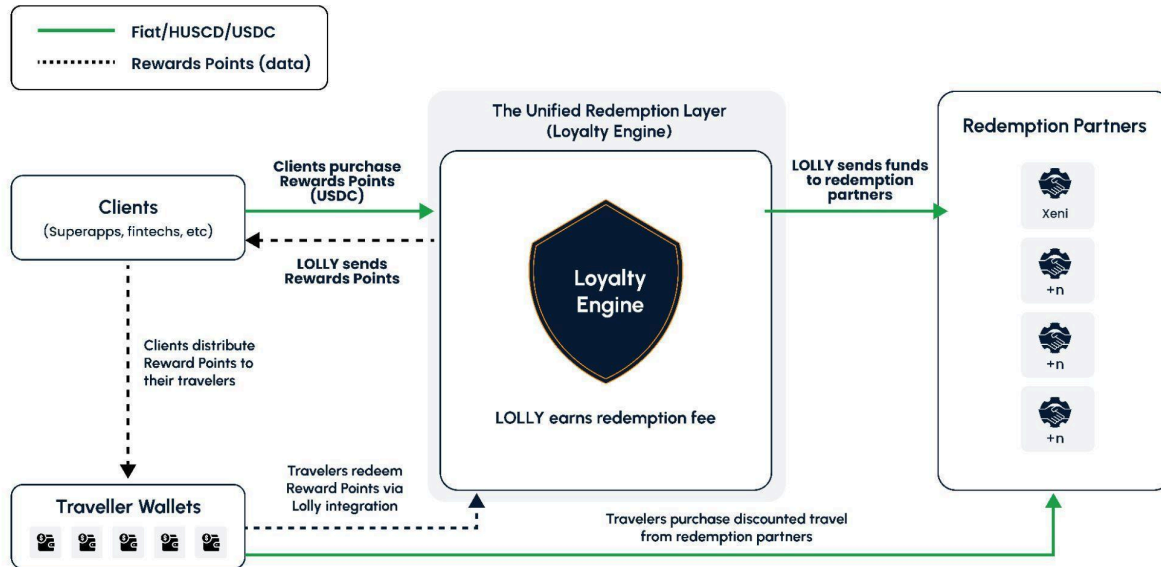 Fiat/HUSCD/USDC
Rewards Points (data)
The Unified Redemption Layer
(Loyalty Engine)
Redemption Partners
Clients purchase
Rewards Points
(USDC)
LOLLY sends funds
to redemption
partners
Clients
(Superapps, fintechs, etc)
LOLLY sends
Rewards Points
Loyalty
Engine
Xeni
+n
+n
+n
Clients distribute
Reward Points to
their travelers
LOLLY earns redemption fee
Travelers redeem
Reward Points via
Lolly integration
Traveller Wallets
Travelers purchase discounted travel
from redemption partners